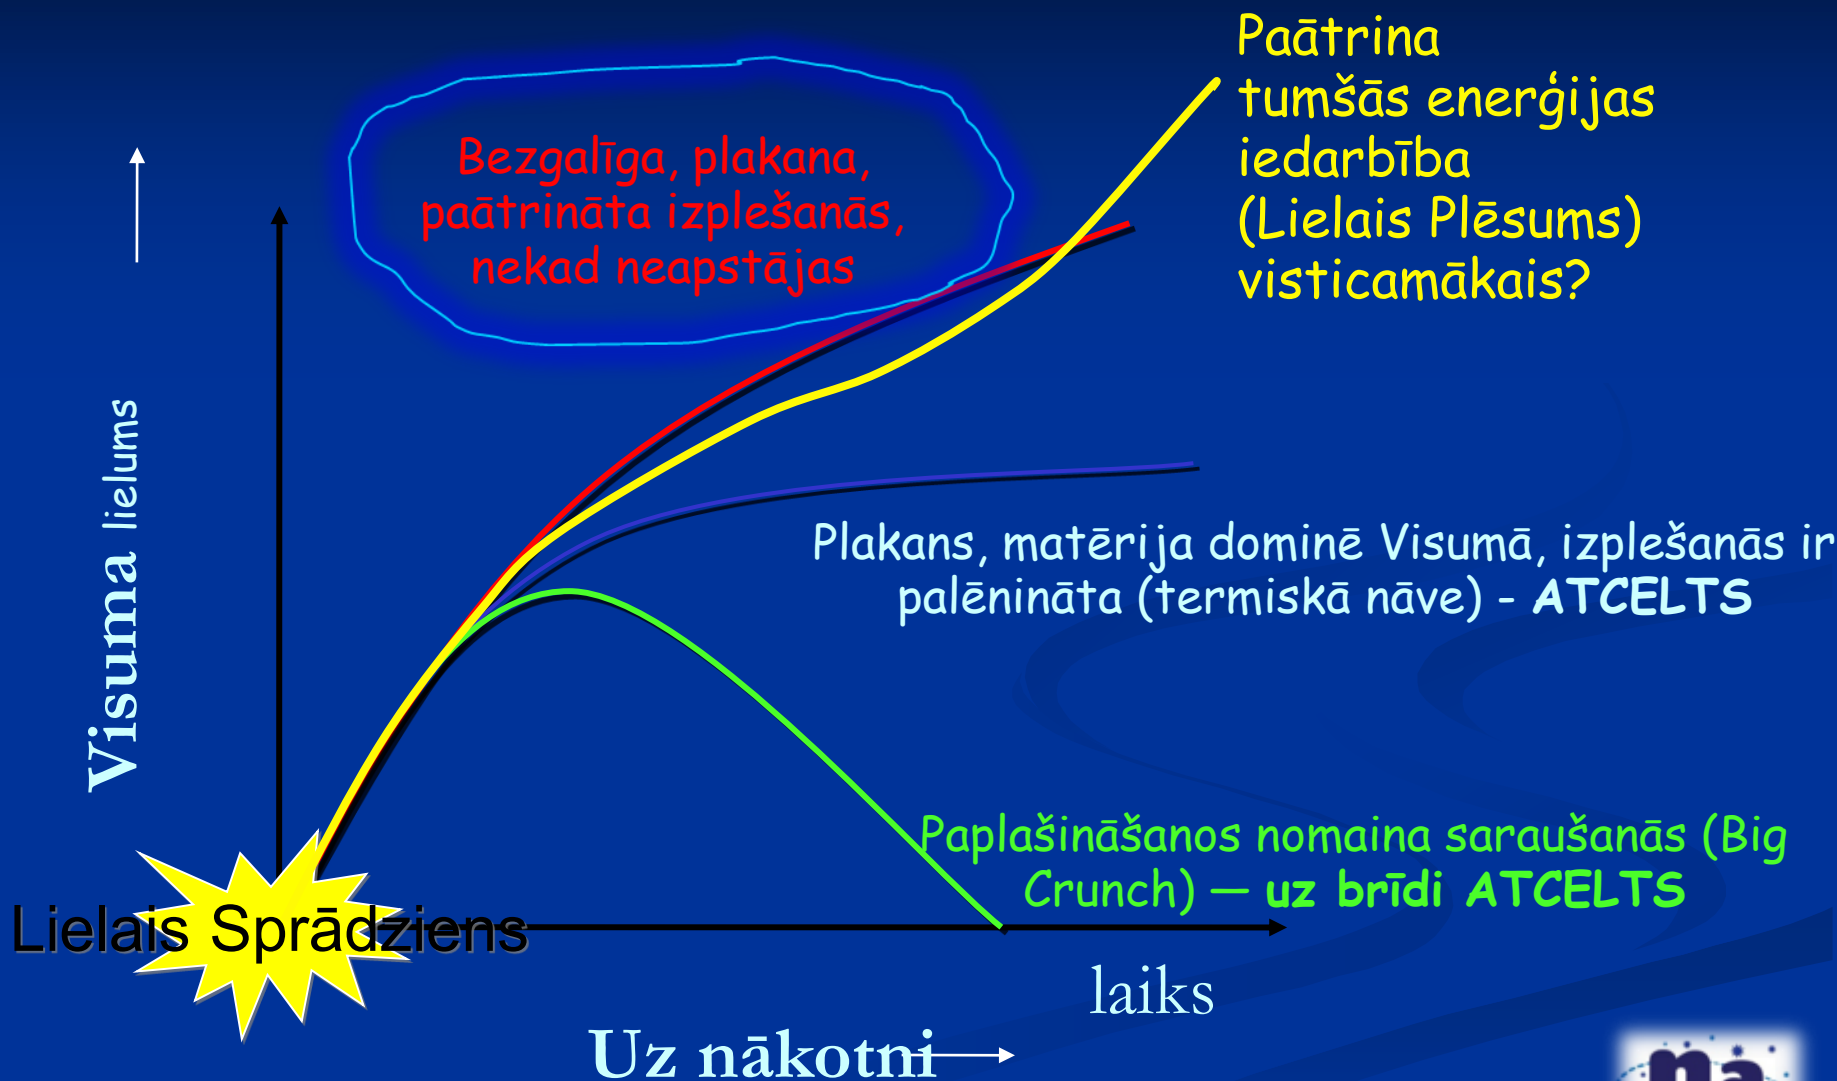 Paātrina
tumšās enerģijas
iedarbība
(Lielais Plēsums)
visticamākais?
Bezgalīga, plakana,
paātrināta izplešanās,
nekad neapstājas
Visuma lielums
Plakans, matērija dominē Visumā, izplešanās ir
palēnināta (termiskā nāve) - ATCELTS
Paplašināšanos nomaina saraušanās (Big
Crunch) — uz brīdi ATCELTS
Lielais Sprādziens
laiks
Uz nākotni